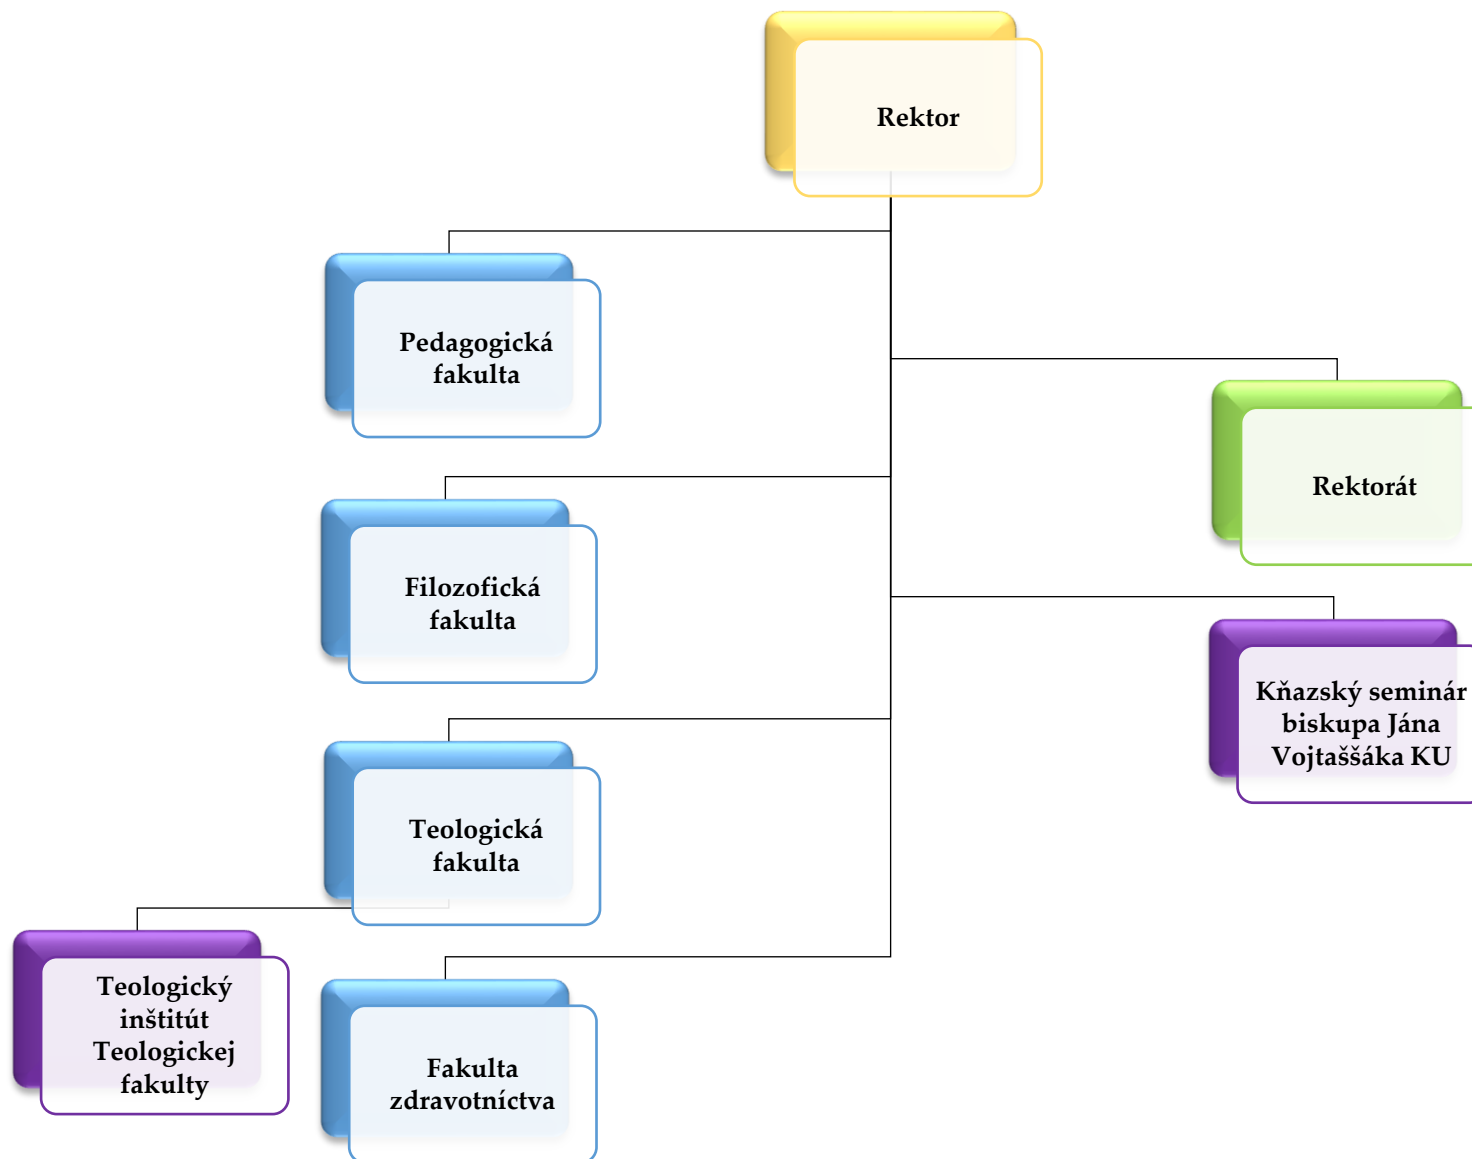 Rektor
Pedagogická
fakulta
Rektorát
Filozofická
fakulta
Kňazský seminár
biskupa Jána
Vojtaššáka KU
Teologická
fakulta
Teologický
inštitút
Teologickej
fakulty
Fakulta
zdravotníctva